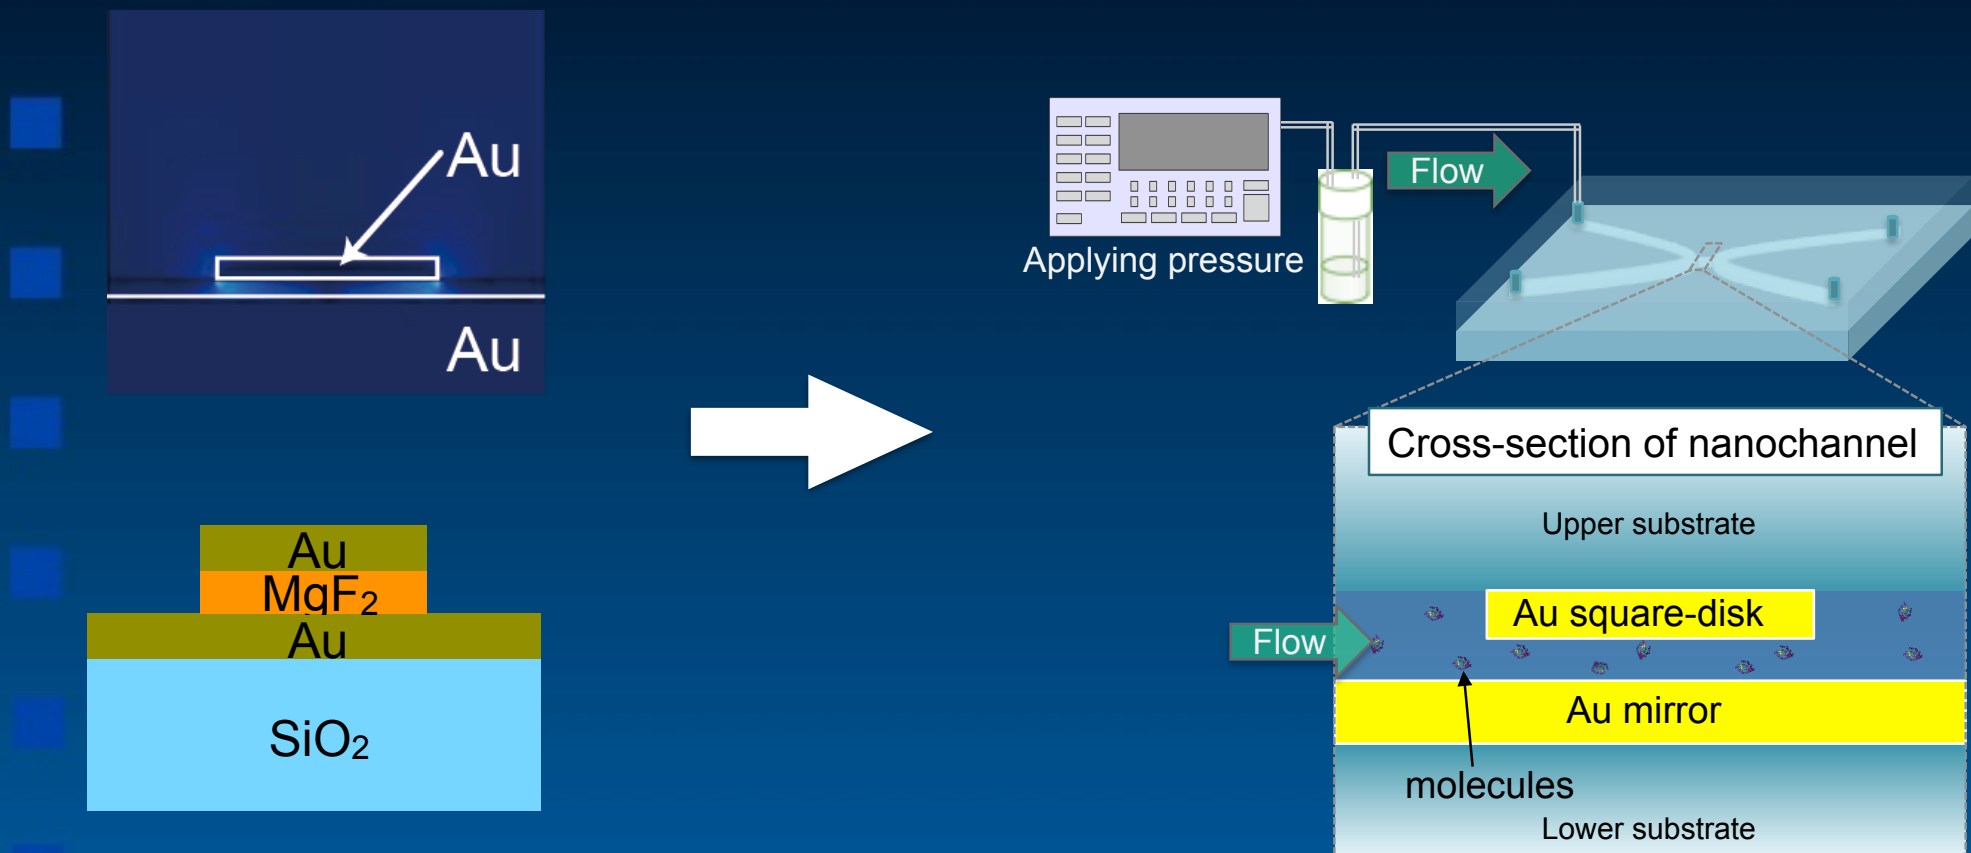 Au
Au
Au
MgF₂
Au
SiO₂
Applying pressure
Flow
Cross-section of nanochannel
Upper substrate
Au square-disk
Flow
Au mirror
molecules
Lower substrate